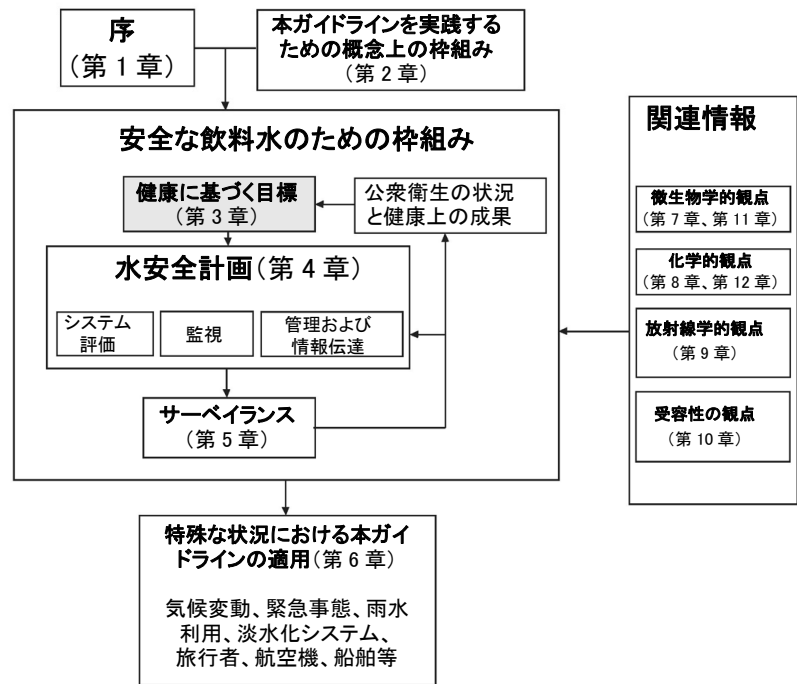 序
(第 1 章)
本ガイドラインを実践する
ための概念上の枠組み
(第 2 章)
安全な飲料水のための枠組み
健康に基づく目標
(第 3 章)
公衆衛生の状況
と健康上の成果
水安全計画(第 4 章)
システム
評価
監視
管理および
情報伝達
サーベイランス
(第 5 章)
関連情報
微生物学的観点
(第 7 章、第 11 章)
化学的観点
(第 8 章、第 12 章)
放射線学的観点
(第 9 章)
受容性の観点
(第 10 章)
特殊な状況における本ガイ
ドラインの適用(第 6 章)
気候変動、緊急事態、雨水
利用、淡水化システム、
旅行者、航空機、船舶等